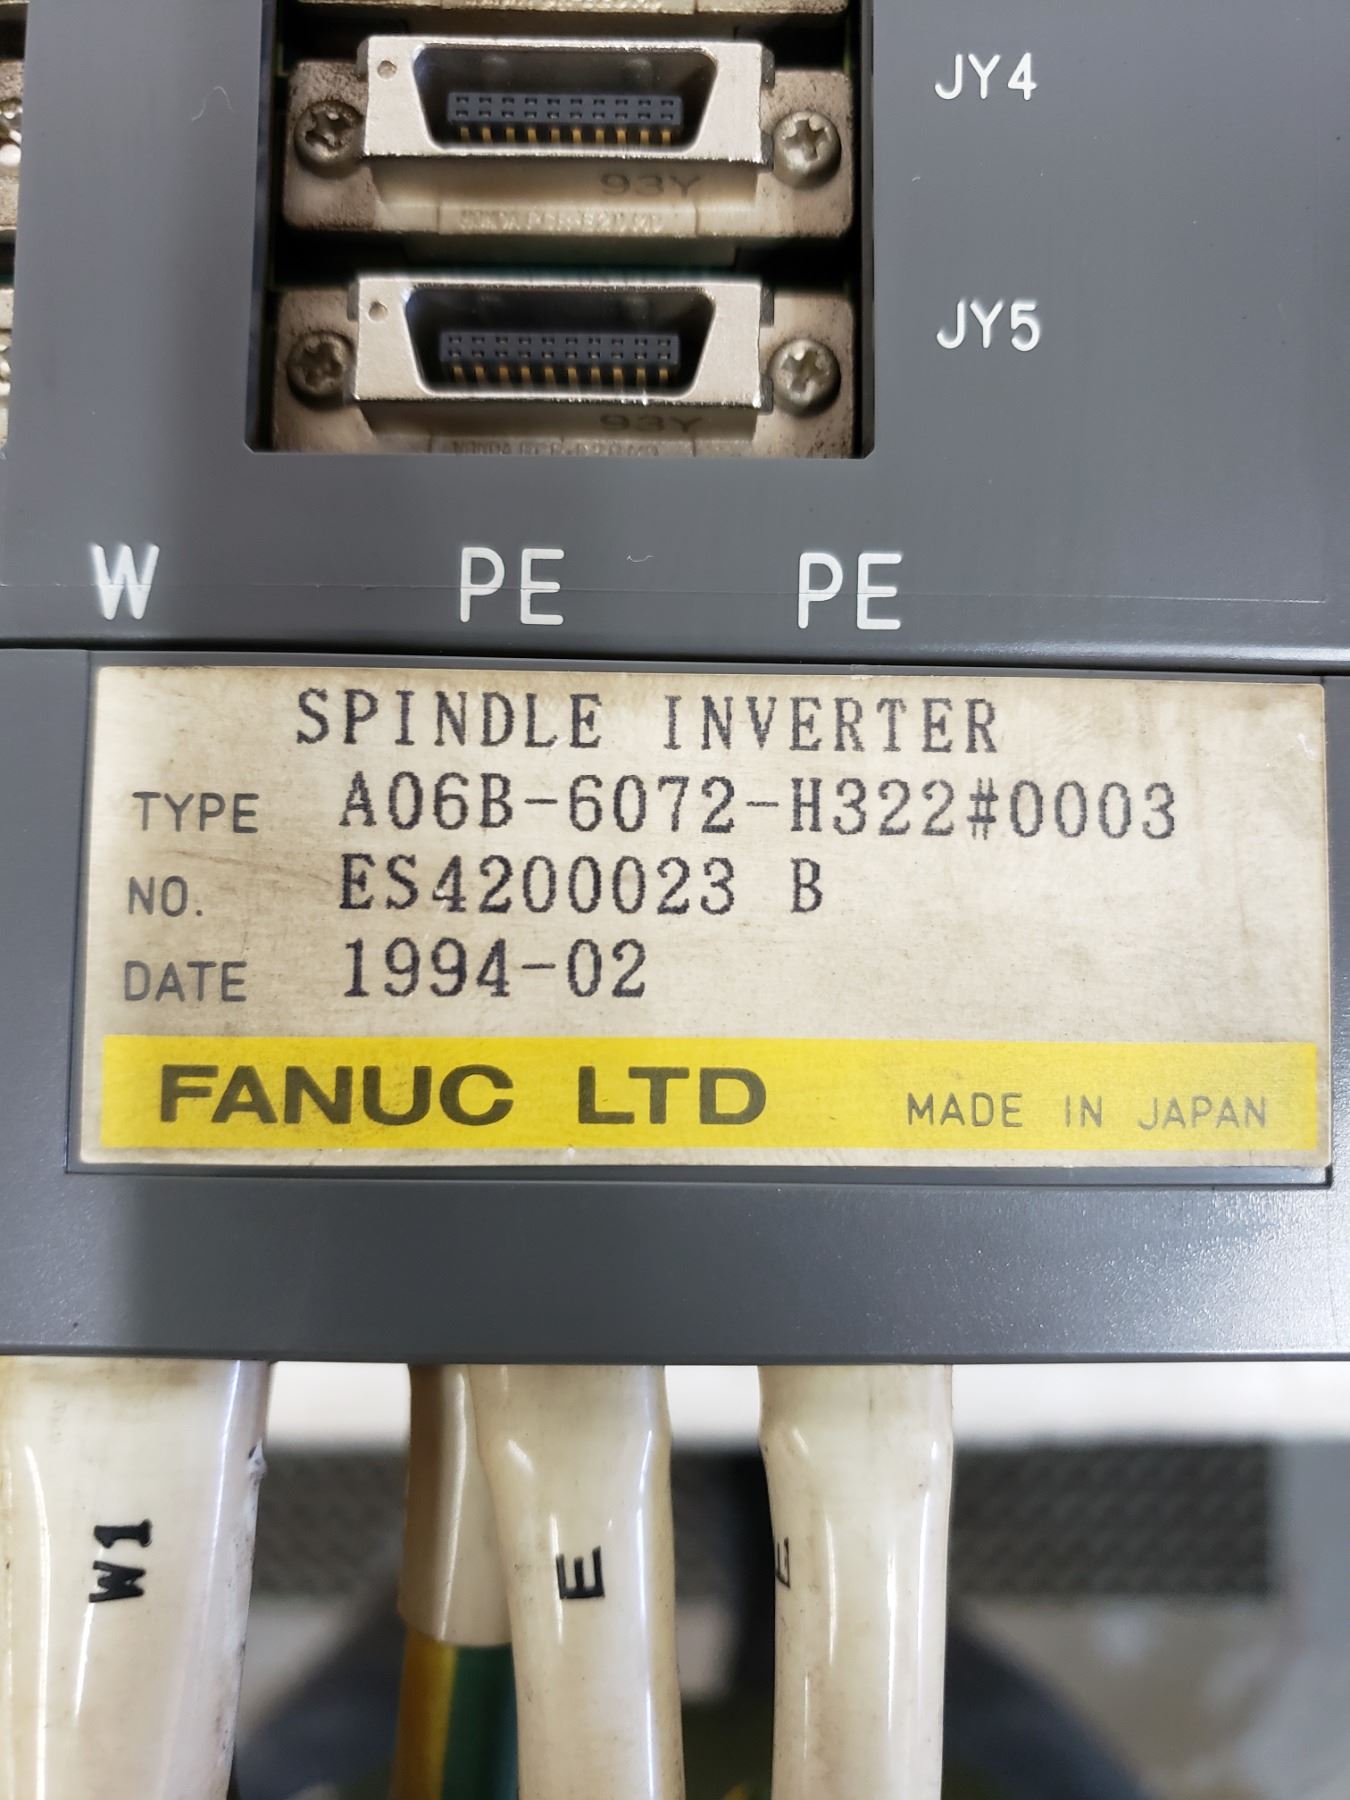 JY4
93Y
JY5
93Y
W PE PE
SPINDLE INVERTER
TYPE A06B-6072-H322#0003
NO. ES4200023 B
DATE 1994-02
FANUC LTD MADE IN JAPAN
W1 E E